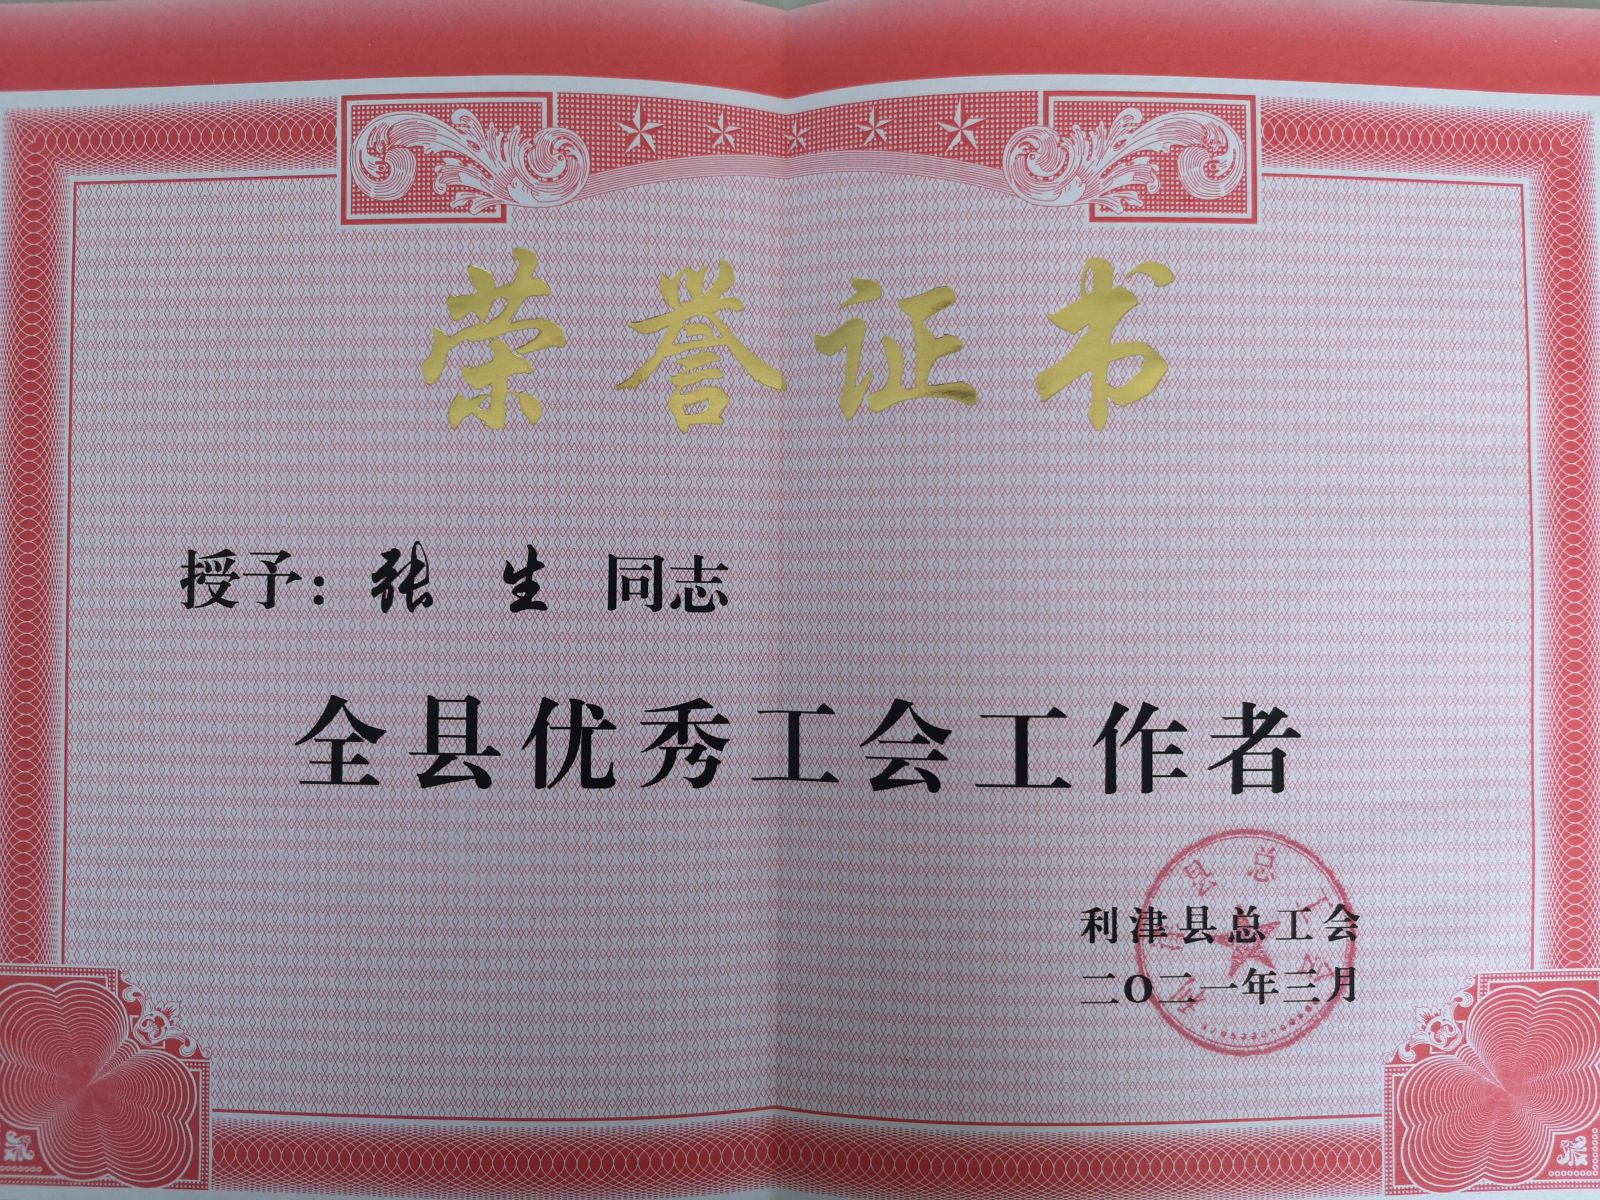 荣誉证书
授予：张 生 同志
全县优秀工会工作者
利津县总工会
二〇二一年三月